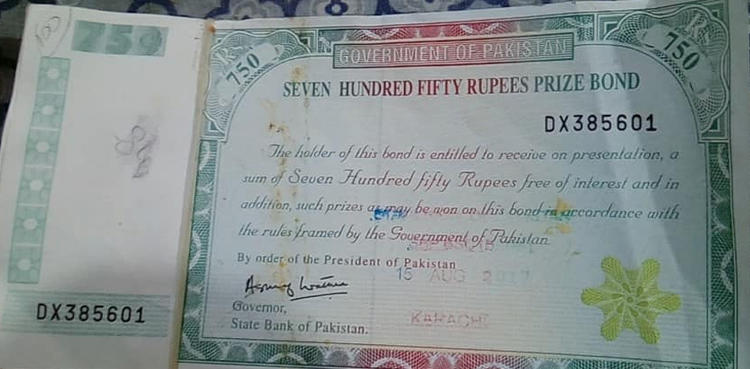 750
Rs 750
GOVERNMENT OF PAKISTAN
Rs 750
SEVEN HUNDRED FIFTY RUPEES PRIZE BOND
DX385601
The holder of this bond is entitled to receive on presentation, a
sum of Seven Hundred fifty Rupees free of interest and in
addition, such prizes as may be won on this bond in accordance with
the rules framed by the Government of Pakistan
By order of the President of Pakistan
15 AUG
Governor,
State Bank of Pakistan.
KARACHI
DX385601